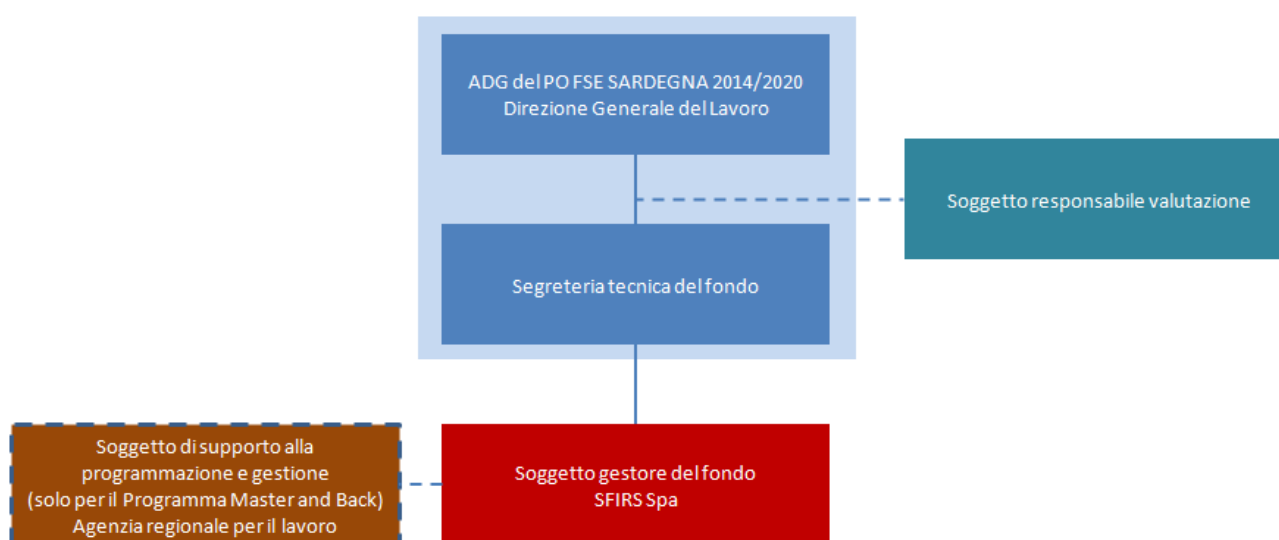 ADG del PO FSE SARDEGNA 2014/2020
Direzione Generale del Lavoro
Soggetto responsabile valutazione
Segreteria tecnica del fondo
Soggetto di supporto alla
programmazione e gestione
(solo per il Programma Master and Back)
Agenzia regionale per il lavoro
Soggetto gestore del fondo
SFIRS Spa